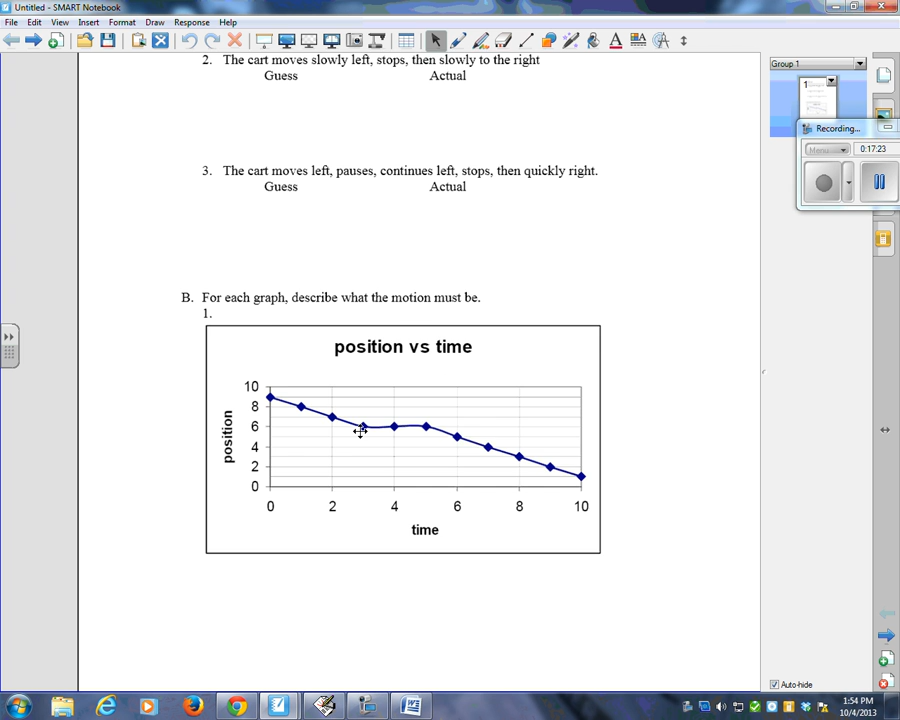 Untitled - SMART Notebook
File Edit View Insert Format Draw Response Help
Group 1
1
Recording...
Menu
0:17:23
2. The cart moves slowly left, stops, then slowly to the right
Guess Actual
3. The cart moves left, pauses, continues left, stops, then quickly right.
Guess Actual
B. For each graph, describe what the motion must be.
1.
position vs time
position
10
8
6
4
2
0
0 2 4 6 8 10
time
Auto-hide
1:54 PM
10/4/2013